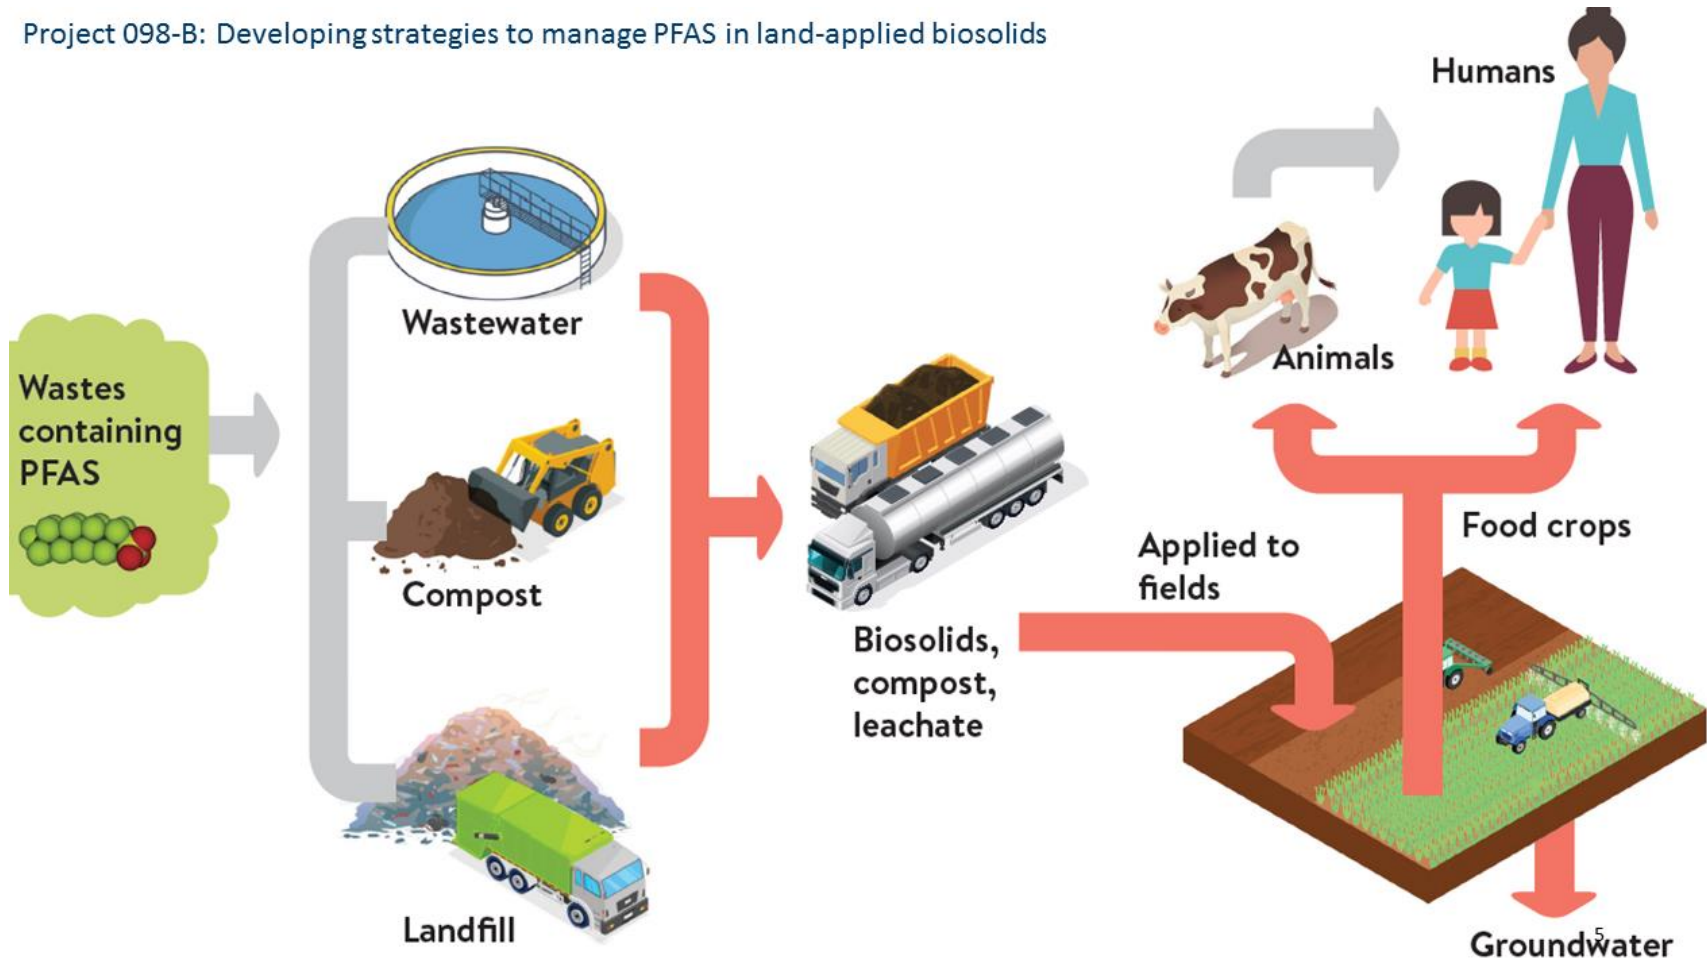 Project 098-B: Developing strategies to manage PFAS in land-applied biosolids
Wastes
containing
PFAS
Wastewater
Compost
Landfill
Biosolids,
compost,
leachate
Applied to
fields
Humans
Animals
Food crops
Groundwater
5